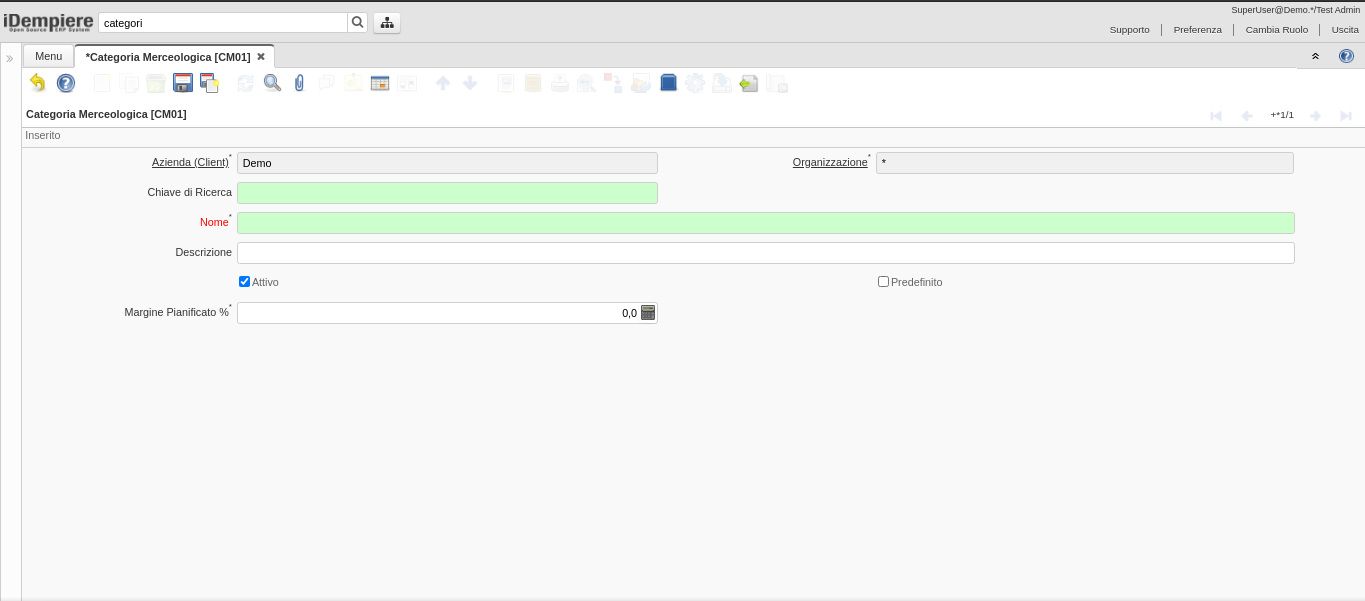 SuperUser@Demo.*/Test Admin
iDempiere
Open Source ERP System
categori
Supporto
Preferenza
Cambia Ruolo
Uscita
»
Menu
*Categoria Merceologica [CM01]
Categoria Merceologica [CM01]
+*1/1
Inserito
Azienda (Client)* Demo
Organizzazione* *
Chiave di Ricerca
Nome*
Descrizione
Attivo
Predefinito
Margine Pianificato %* 0,0